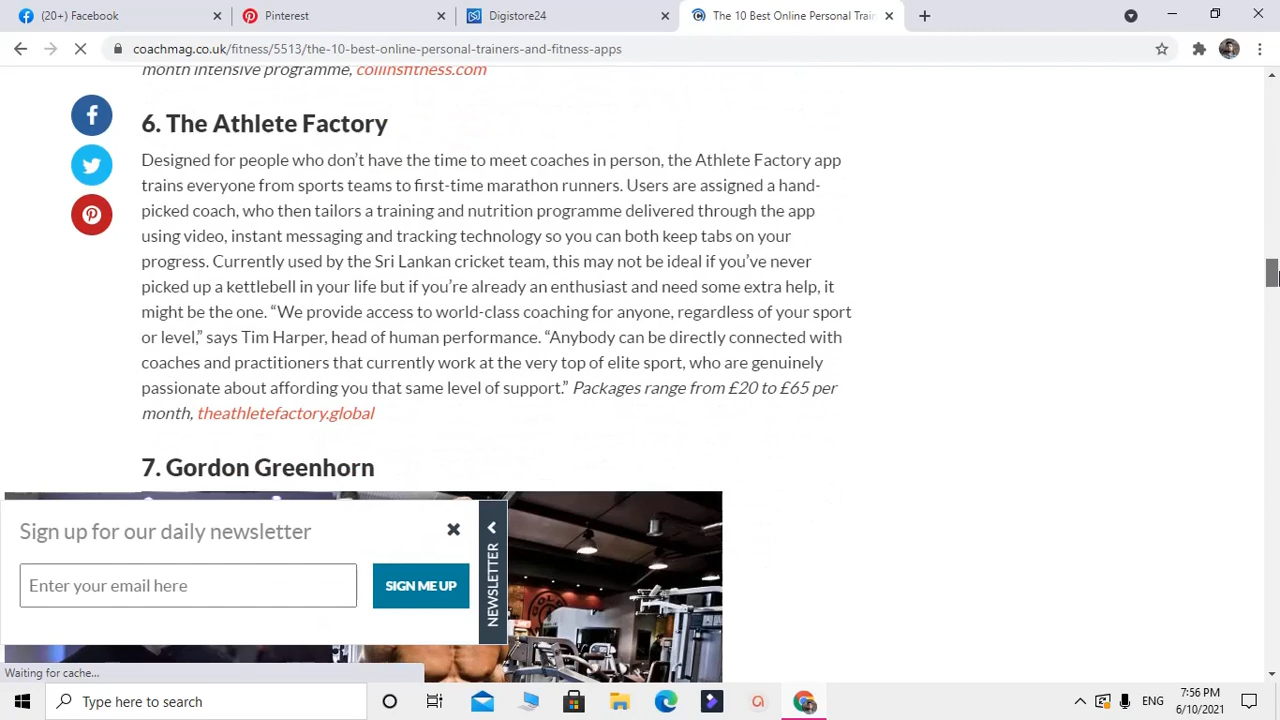 (20+) Facebook
Pinterest
Digistore24
The 10 Best Online Personal Train
coachmag.co.uk/fitness/5513/the-10-best-online-personal-trainers-and-fitness-apps
month intensive programme, collinsfitness.com
6. The Athlete Factory
Designed for people who don’t have the time to meet coaches in person, the Athlete Factory app
trains everyone from sports teams to first-time marathon runners. Users are assigned a hand-
picked coach, who then tailors a training and nutrition programme delivered through the app
using video, instant messaging and tracking technology so you can both keep tabs on your
progress. Currently used by the Sri Lankan cricket team, this may not be ideal if you’ve never
picked up a kettlebell in your life but if you’re already an enthusiast and need some extra help, it
might be the one. “We provide access to world-class coaching for anyone, regardless of your sport
or level,” says Tim Harper, head of human performance. “Anybody can be directly connected with
coaches and practitioners that currently work at the very top of elite sport, who are genuinely
passionate about affording you that same level of support.” Packages range from £20 to £65 per
month, theathletefactory.global
7. Gordon Greenhorn
Sign up for our daily newsletter
Enter your email here
SIGN ME UP
NEWSLETTER
Waiting for cache...
Type here to search
ENG
7:56 PM
6/10/2021